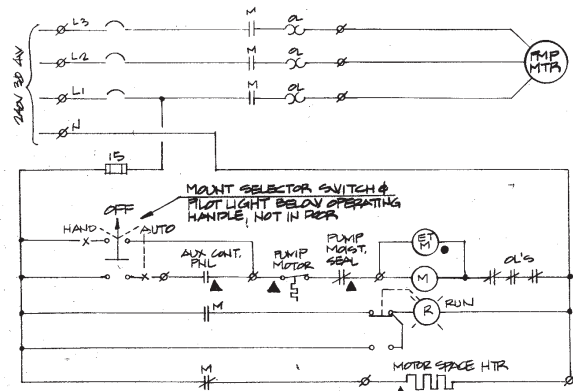 L3
M
OL
L2
M
OL
PMP
MTR
L1
M
OL
240V 3Ø 4W
N
15
MOUNT SELECTOR SWITCH &
PILOT LIGHT BELOW OPERATING
HANDLE, NOT IN DOOR
OFF
HAND
AUTO
AUX CONT.
PNL
PUMP
MOTOR
PUMP
MOIST.
SEAL
ET
M
M
OL'S
M
R
RUN
M
MOTOR SPACE HTR